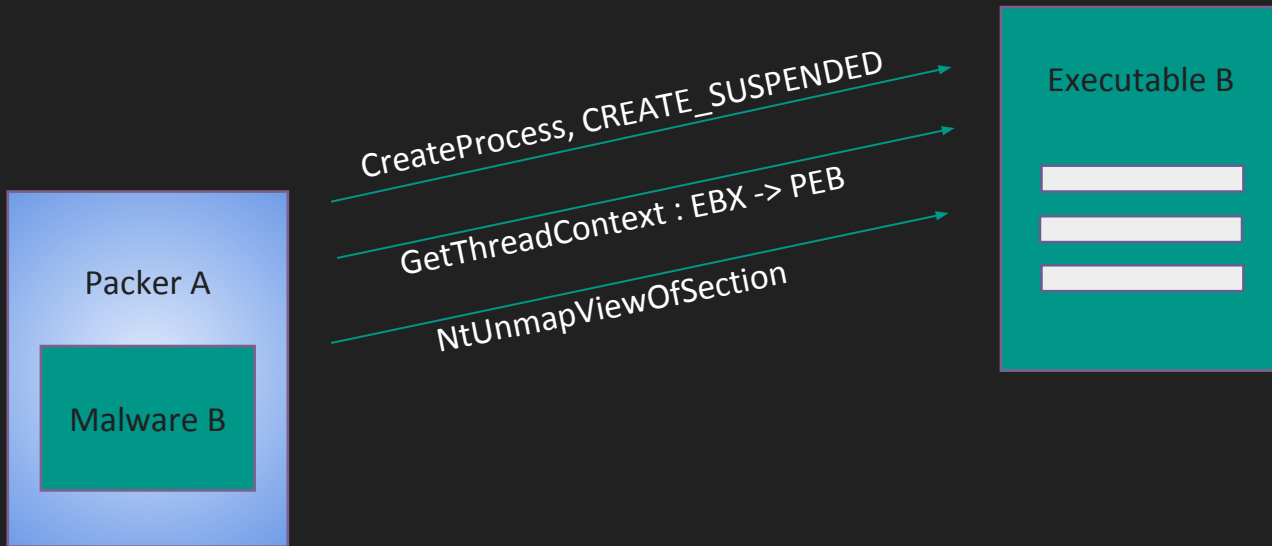 CreateProcess, CREATE_SUSPENDED
Executable B
GetThreadContext : EBX -> PEB
Packer A
NtUnmapViewOfSection
Malware B